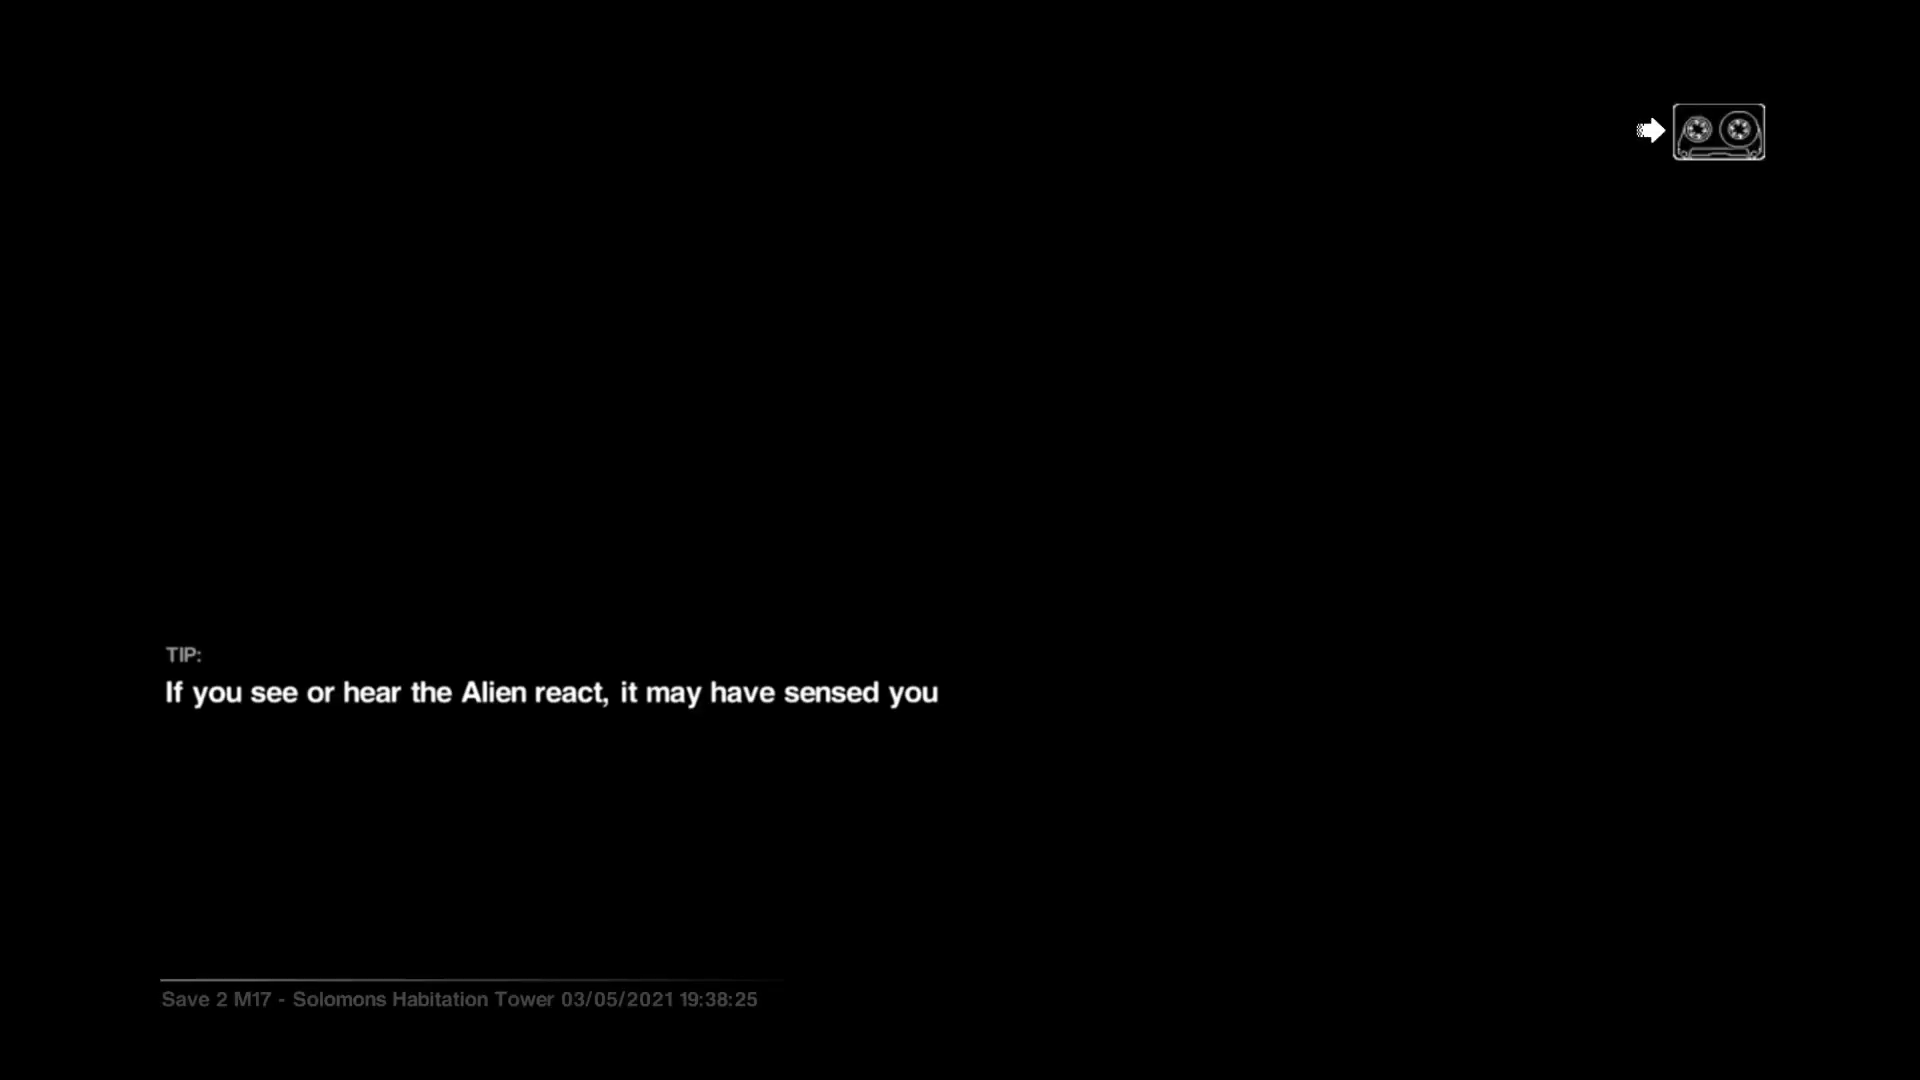 TIP:
If you see or hear the Alien react, it may have sensed you
Save 2 M17 - Solomons Habitation Tower 03/05/2021 19:38:25